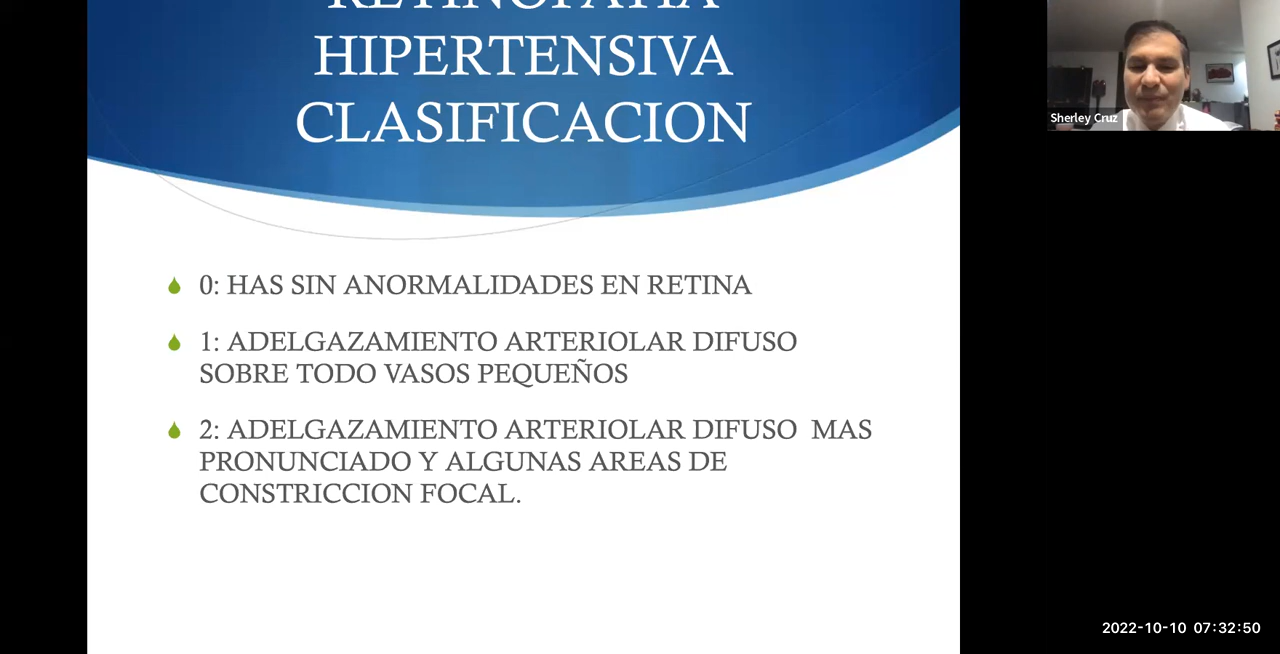 RETINOPATIA
HIPERTENSIVA
CLASIFICACION
Sherley Cruz
0: HAS SIN ANORMALIDADES EN RETINA
1: ADELGAZAMIENTO ARTERIOLAR DIFUSO
SOBRE TODO VASOS PEQUEÑOS
2: ADELGAZAMIENTO ARTERIOLAR DIFUSO MAS
PRONUNCIADO Y ALGUNAS AREAS DE
CONSTRICCION FOCAL.
2022-10-10 07:32:50